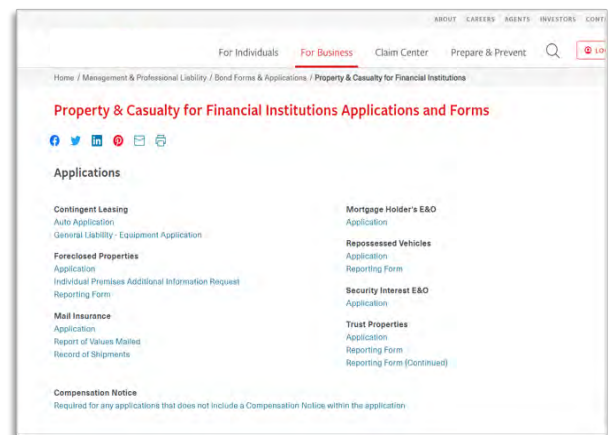 ABOUT CAREERS AGENTS INVESTORS
For Individuals For Business Claim Center Prepare & Prevent
Home / Management & Professional Liability / Bond Forms & Applications / Property & Casualty for Financial Institutions
Property & Casualty for Financial Institutions Applications and Forms
Applications
Contingent Leasing
Auto Application
General Liability - Equipment Application
Foreclosed Properties
Application
Individual Premises Additional Information Request
Reporting Form
Mail Insurance
Application
Report of Values Mailed
Record of Shipments
Mortgage Holder's E&O
Application
Repossessed Vehicles
Application
Reporting Form
Security Interest E&O
Application
Trust Properties
Application
Reporting Form
Reporting Form (Continued)
Compensation Notice
Required for any applications that does not include a Compensation Notice within the application